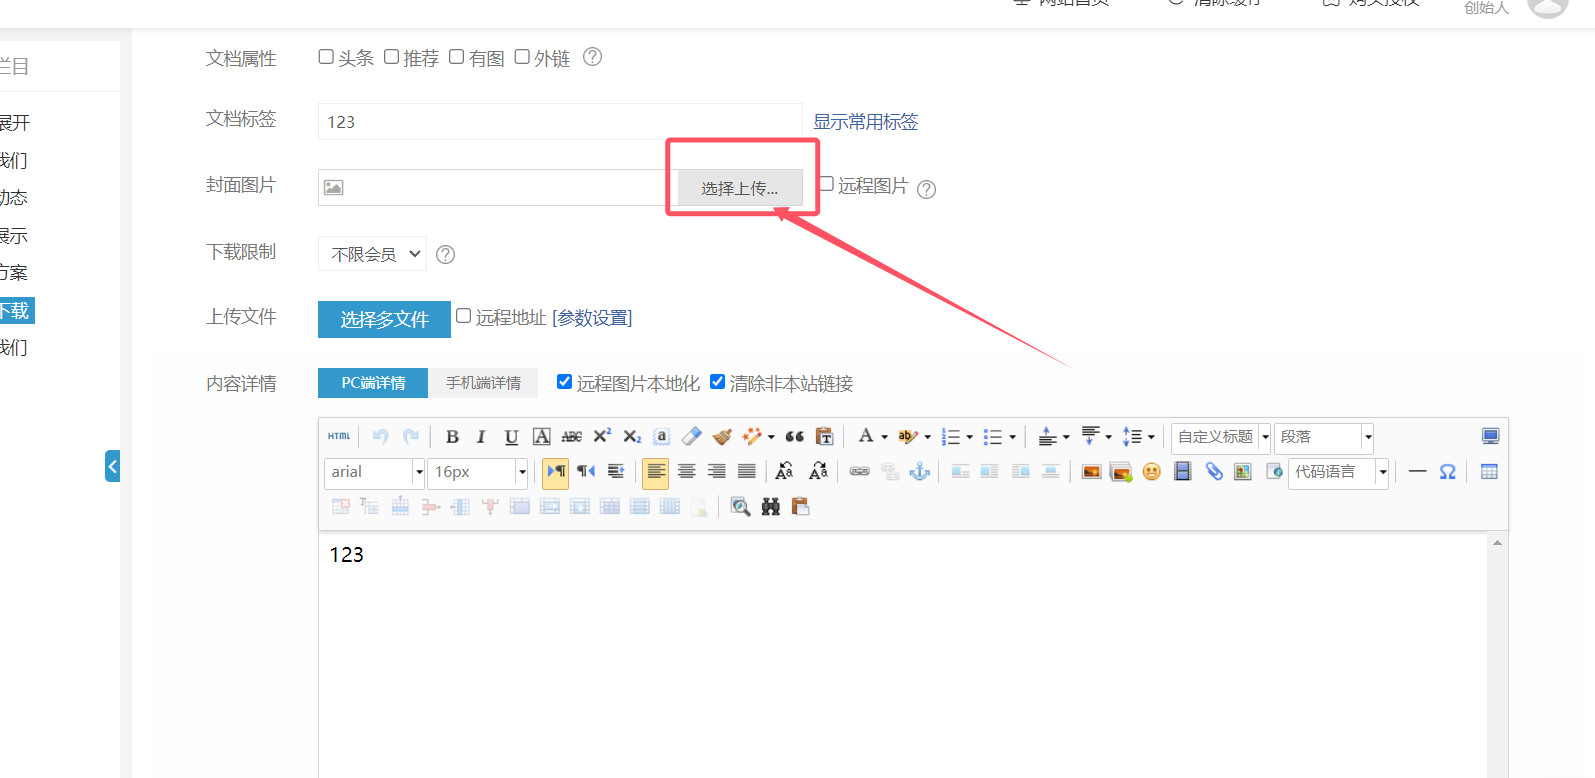 网站首页 清除缓存 购买授权 创始人
栏目
展开
我们
动态
展示
方案
下载
我们
文档属性 头条 推荐 有图 外链 ?
文档标签 123 显示常用标签
封面图片 选择上传... 远程图片 ?
下载限制 不限会员 ?
上传文件 选择多文件 远程地址 [参数设置]
内容详情 PC端详情 手机端详情 远程图片本地化 清除非本站链接
HTML B I U A ABC X² X₂ a A ab 自定义标题 段落
arial 16px 代码语言 Ω
123